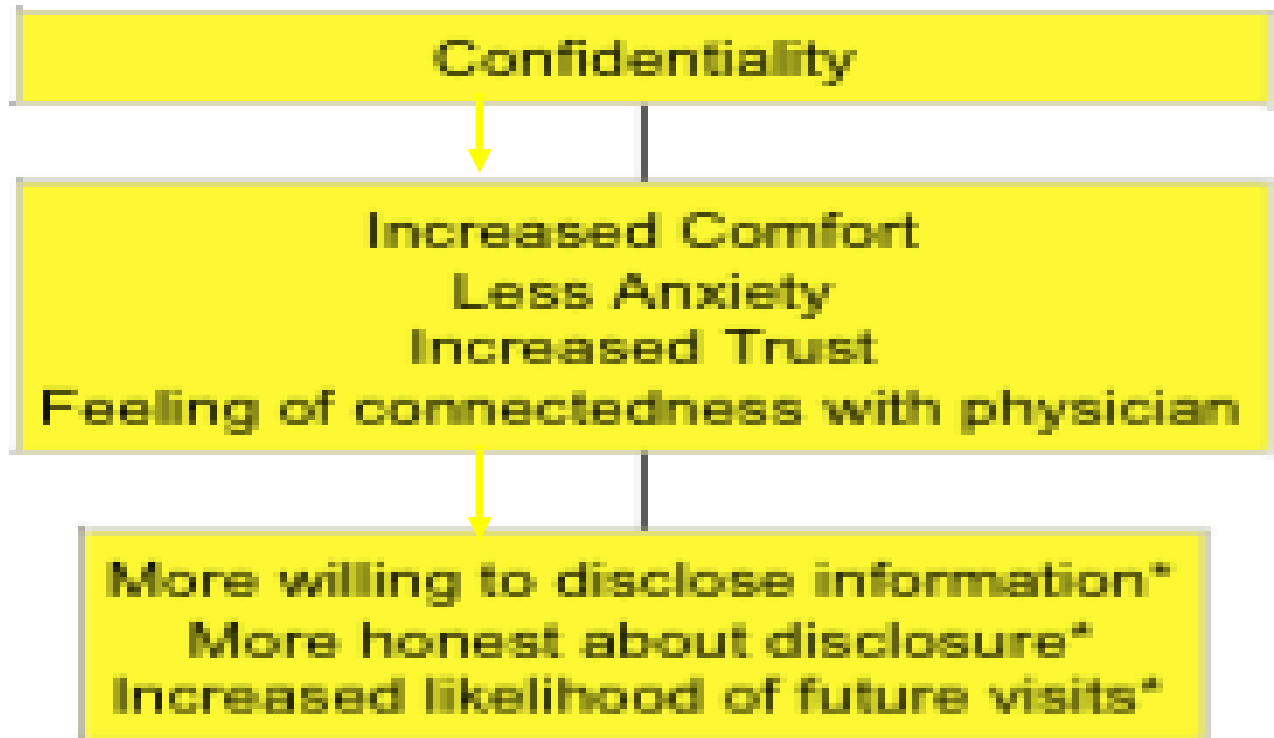 Confidentiality
Increased Comfort
Less Anxiety
Increased Trust
Feeling of connectedness with physician
More willing to disclose information*
More honest about disclosure*
Increased likelihood of future visits*